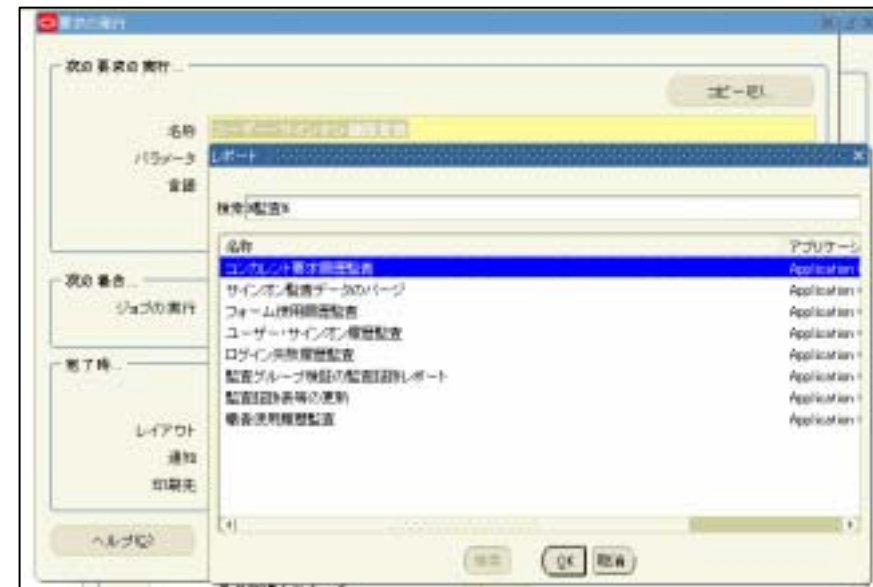 要求の発行
次の要求の実行...
コピー(C)...
名称 ユーザー・サインオン履歴監査
パラメータ
言語
レポート
検索 %監査%
名称 アプリケーシ
コンカレント要求履歴監査 Application
サインオン監査データのパージ Application
フォーム使用履歴監査 Application
ユーザー・サインオン履歴監査 Application
ログイン失敗履歴監査 Application
監査グループ検証の監査証跡レポート Application
監査証跡表等の更新 Application
職責使用履歴監査 Application
次の場合...
ジョブの実行
完了時...
レイアウト
通知
印刷先
ヘルプ(C)
検索
OK
取消